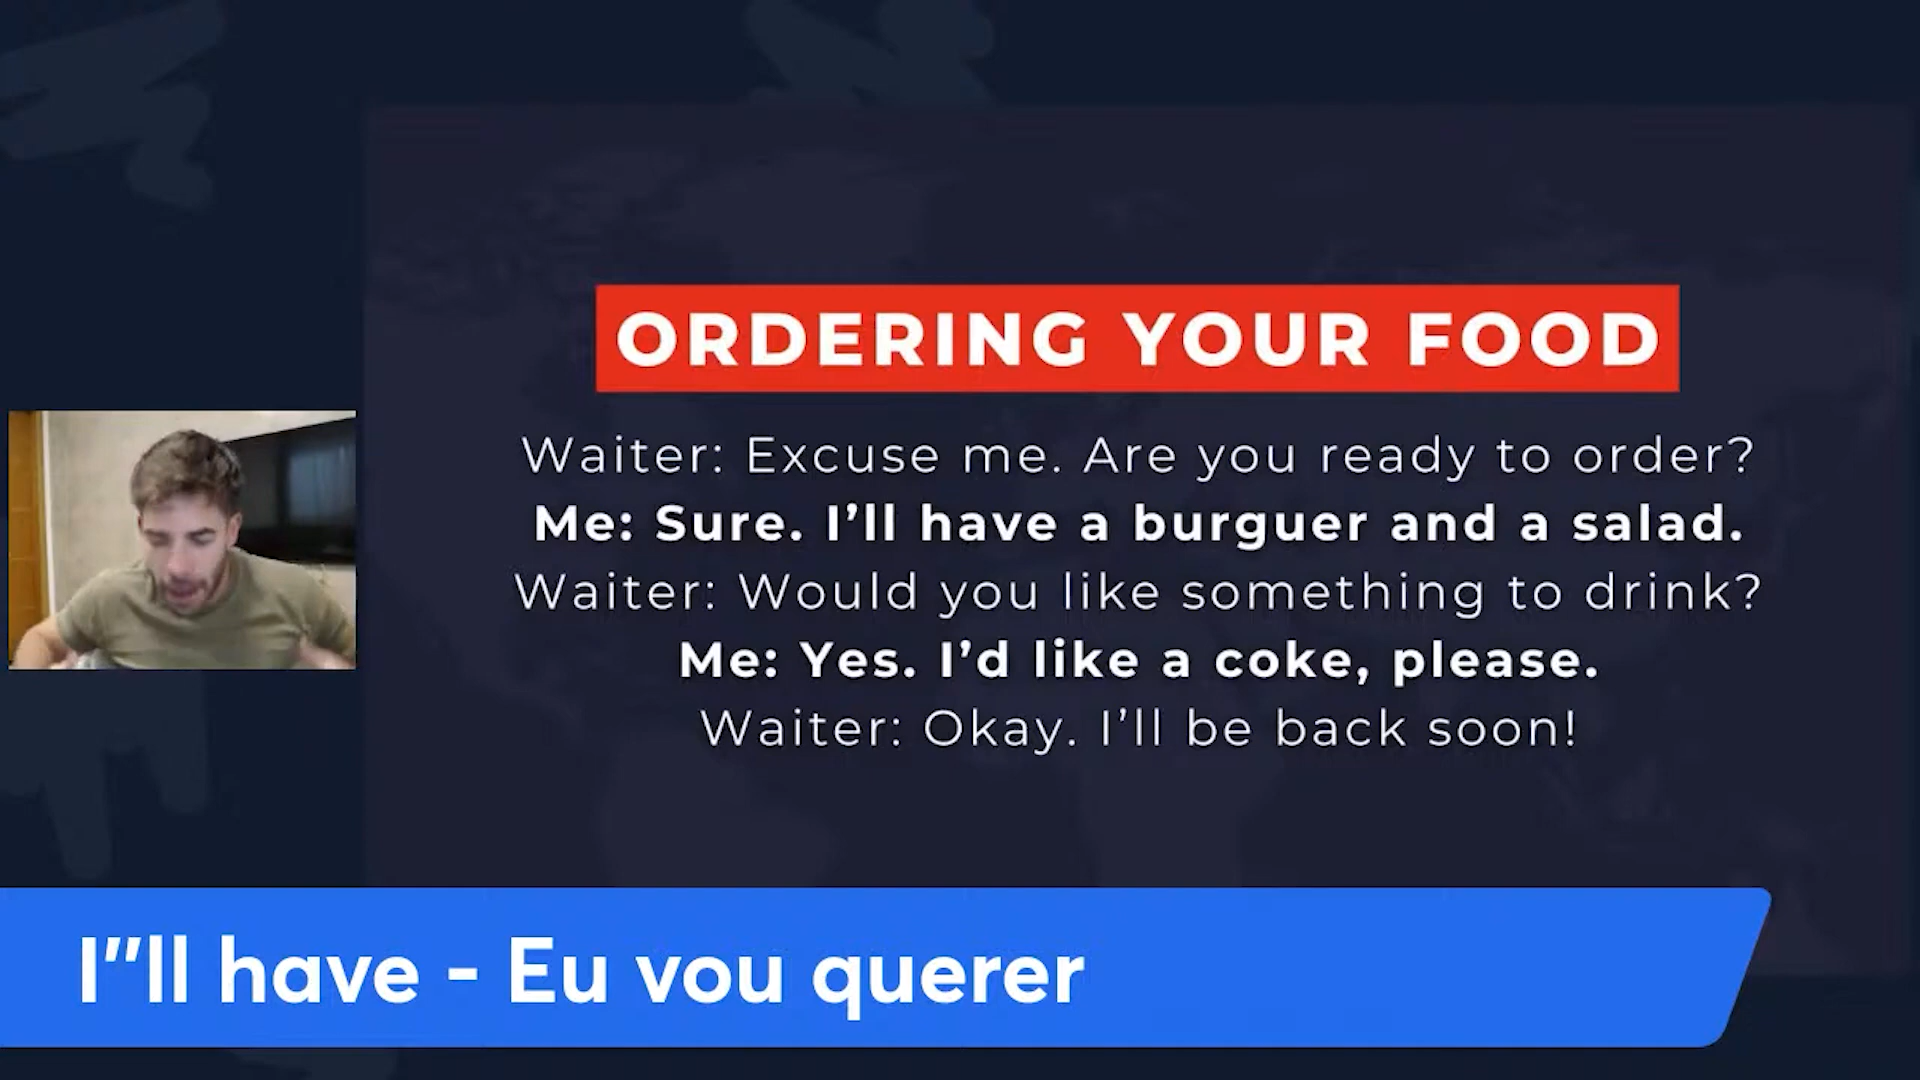 ORDERING YOUR FOOD
Waiter: Excuse me. Are you ready to order?
Me: Sure. I’ll have a burguer and a salad.
Waiter: Would you like something to drink?
Me: Yes. I’d like a coke, please.
Waiter: Okay. I’ll be back soon!
I"ll have - Eu vou querer